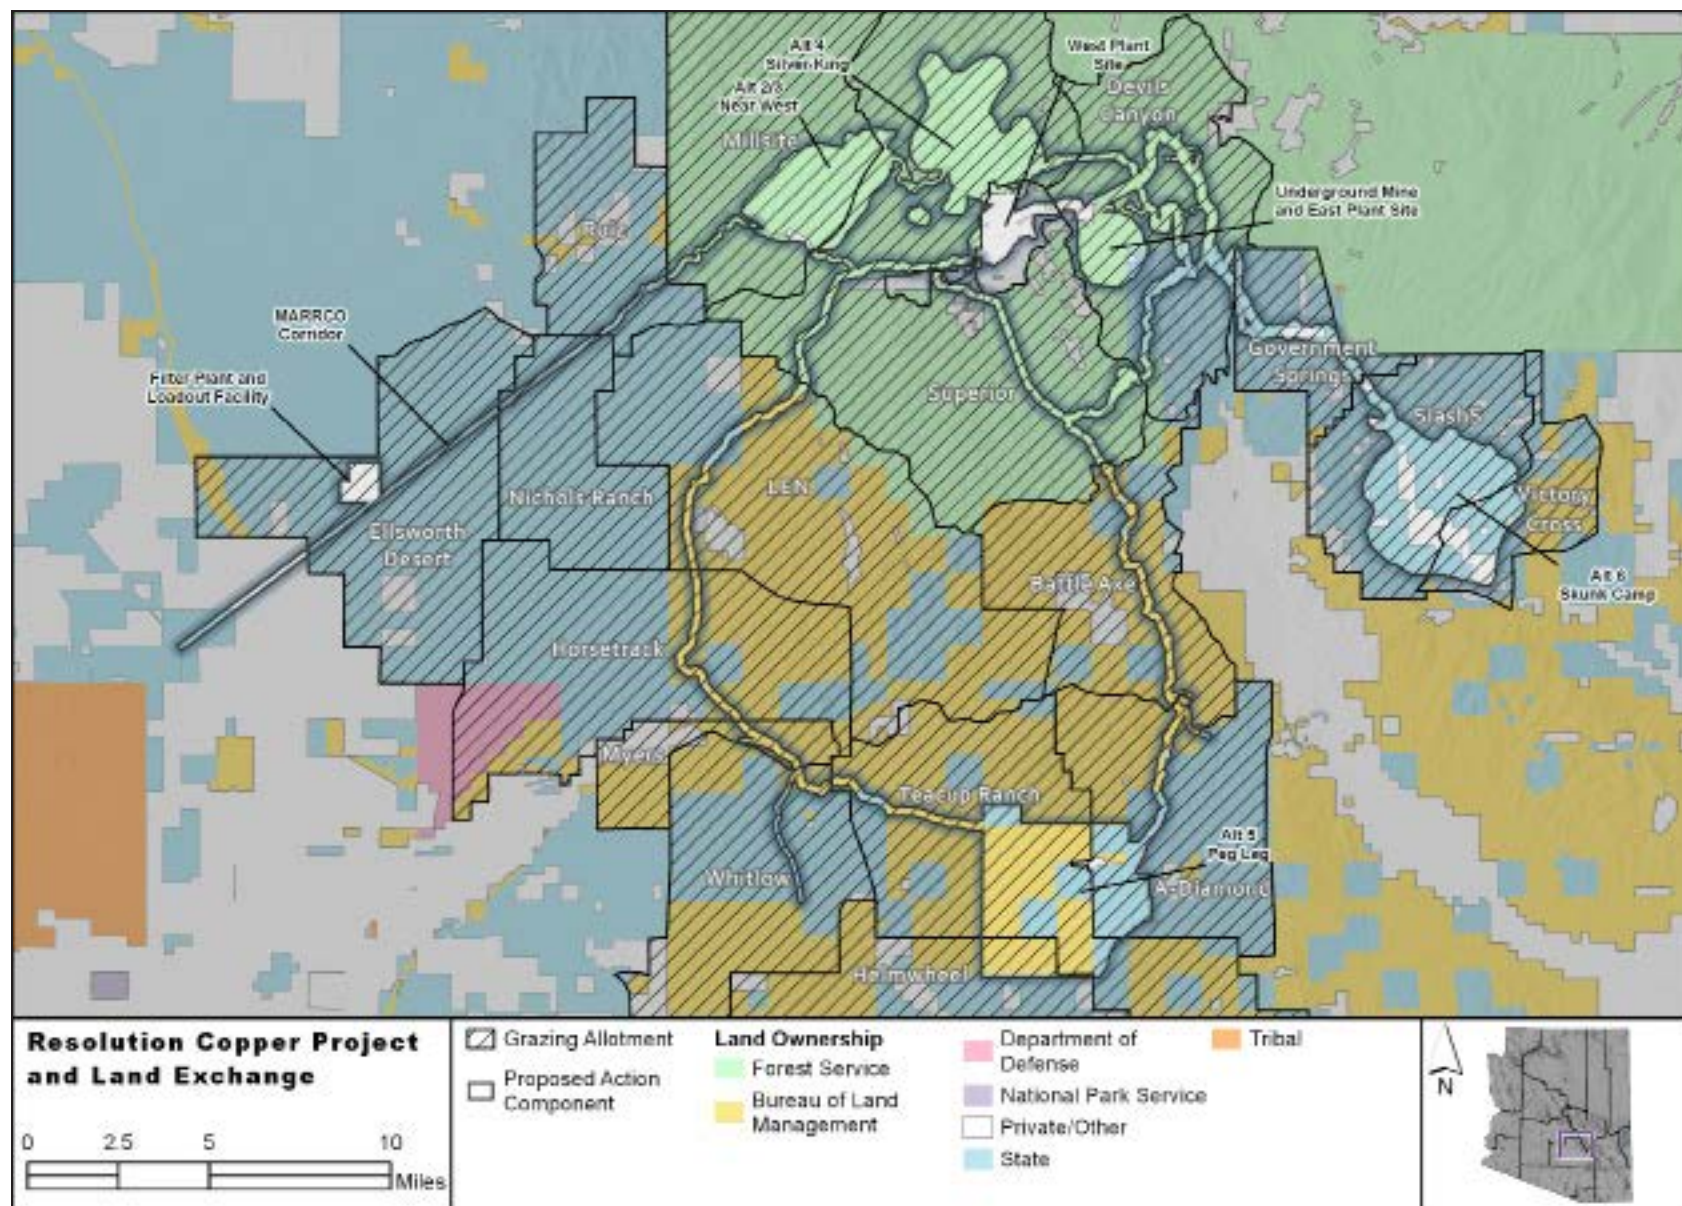 Alt 4
Silver King
West Plant
Site
Alt 2/3
Near West
Devils
Canyon
Millsite
Underground Mine
and East Plant Site
Ruiz
MARRCO
Corridor
Government
Springs
Filter Plant and
Loadout Facility
Superior
Slash S
Nichols Ranch
LEN
Victory
Cross
Ellsworth
Desert
Battle Axe
Alt 6
Skunk Camp
Horsetrack
Myers
Teacup Ranch
Alt 5
Peg Leg
Whitlow
A-Diamond
Helmwheel
Resolution Copper Project
and Land Exchange
0 2.5 5 10
Miles
Grazing Allotment
Proposed Action
Component
Land Ownership
Forest Service
Bureau of Land
Management
Department of
Defense
National Park Service
Private/Other
State
Tribal
N